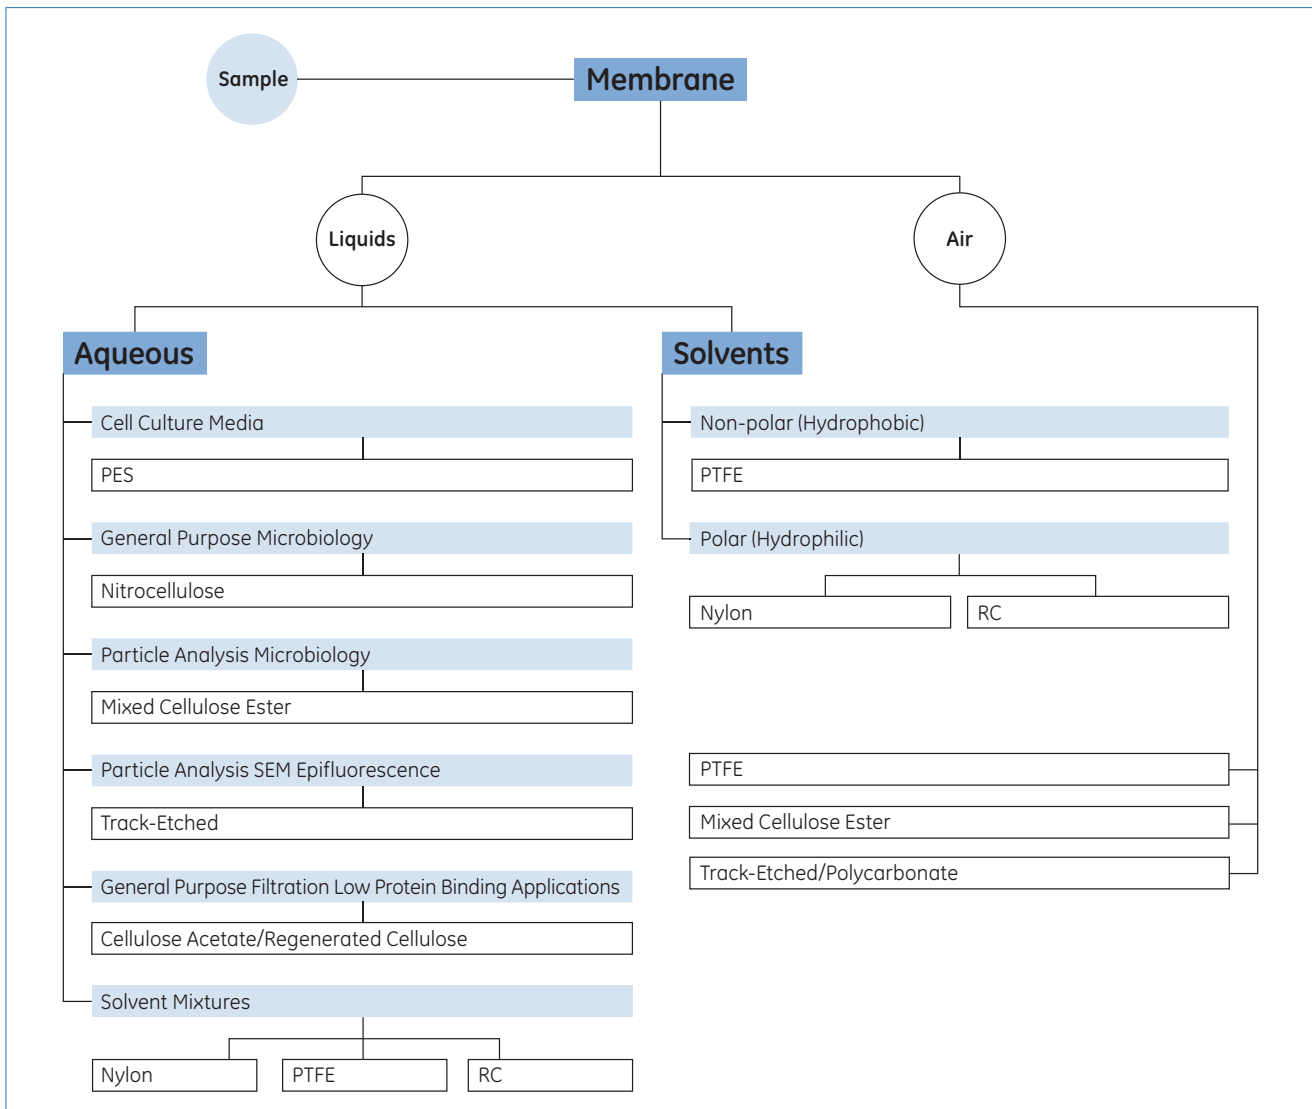 Sample
Membrane
Liquids
Air
Aqueous
Cell Culture Media
PES
General Purpose Microbiology
Nitrocellulose
Particle Analysis Microbiology
Mixed Cellulose Ester
Particle Analysis SEM Epifluorescence
Track-Etched
General Purpose Filtration Low Protein Binding Applications
Cellulose Acetate/Regenerated Cellulose
Solvent Mixtures
Nylon
PTFE
RC
Solvents
Non-polar (Hydrophobic)
PTFE
Polar (Hydrophilic)
Nylon
RC
PTFE
Mixed Cellulose Ester
Track-Etched/Polycarbonate